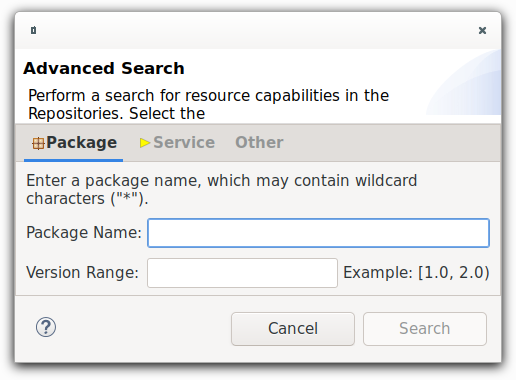 Advanced Search
Perform a search for resource capabilities in the
Repositories. Select the
Package Service Other
Enter a package name, which may contain wildcard
characters ("*").
Package Name:
Version Range: Example: [1.0, 2.0)
Cancel Search